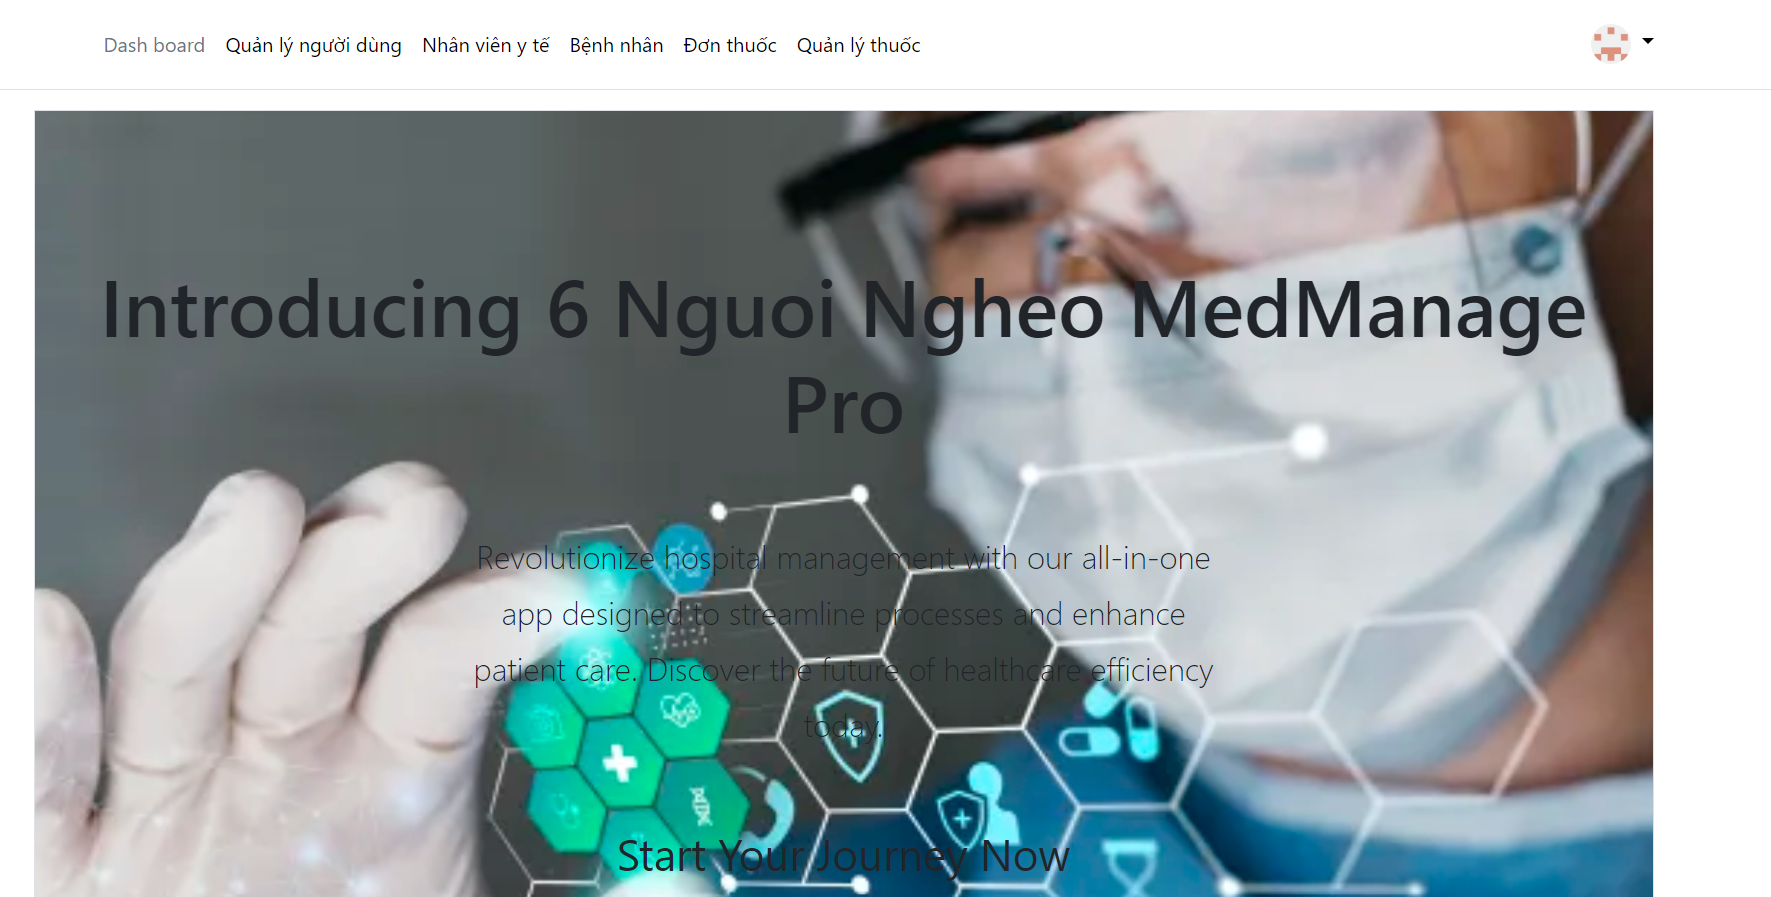 Dash board Quản lý người dùng Nhân viên y tế Bệnh nhân Đơn thuốc Quản lý thuốc
Introducing 6 Nguoi Ngheo MedManage
Pro
Revolutionize hospital management with our all-in-one
app designed to streamline processes and enhance
patient care. Discover the future of healthcare efficiency
today.
Start Your Journey Now